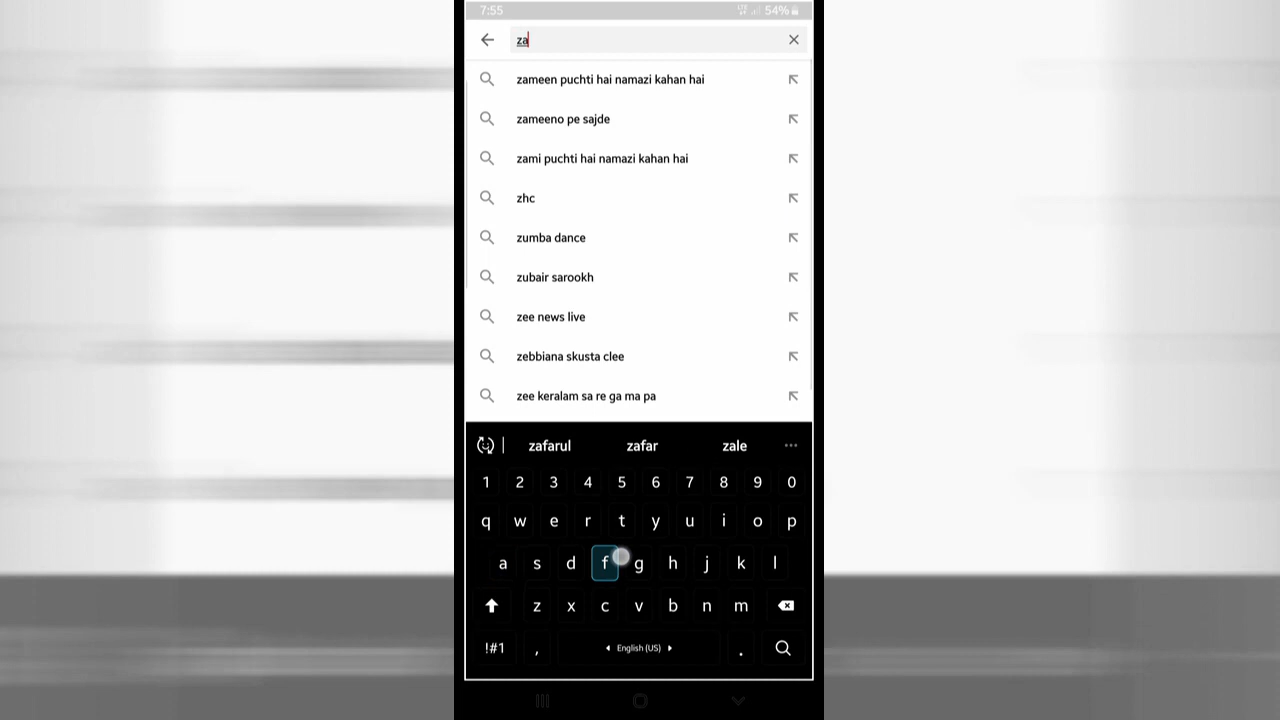 7:55 LTE 54%
za
zameen puchti hai namazi kahan hai
zameeno pe sajde
zami puchti hai namazi kahan hai
zhc
zumba dance
zubair sarookh
zee news live
zebbiana skusta clee
zee keralam sa re ga ma pa
zafarul zafar zale
1 2 3 4 5 6 7 8 9 0
q w e r t y u i o p
a s d f g h j k l
z x c v b n m
!#1 , English (US) .